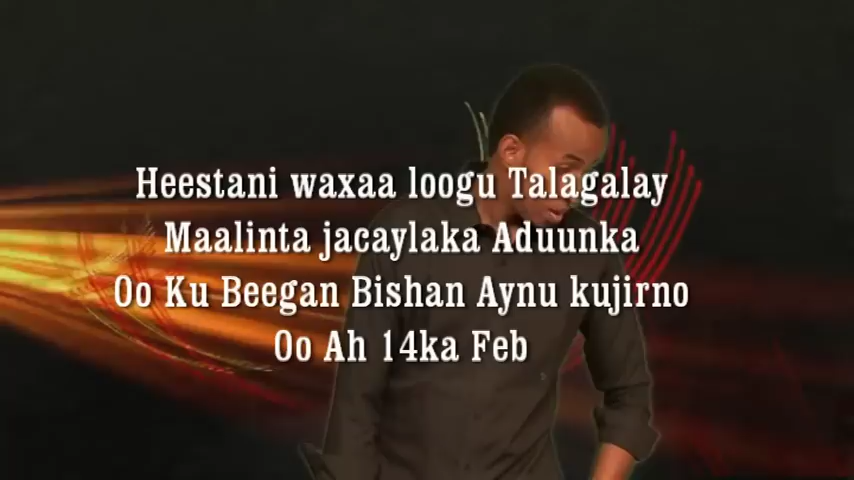 Heestani waxaa loogu Talagalay
Maalinta jacaylaka Aduunka
Oo Ku Beegan Bishan Aynu kujirno
Oo Ah 14ka Feb